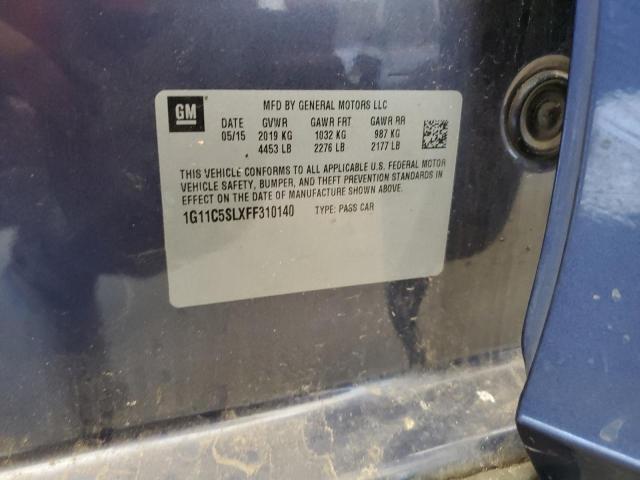 GM
MFD BY GENERAL MOTORS LLC
DATE GVWR GAWR FRT GAWR RR
05/15 2019 KG 1032 KG 987 KG
4453 LB 2276 LB 2177 LB
THIS VEHICLE CONFORMS TO ALL APPLICABLE U.S. FEDERAL MOTOR
VEHICLE SAFETY, BUMPER, AND THEFT PREVENTION STANDARDS IN
EFFECT ON THE DATE OF MANUFACTURE SHOWN ABOVE.
1G11C5SLXFF310140 TYPE: PASS CAR